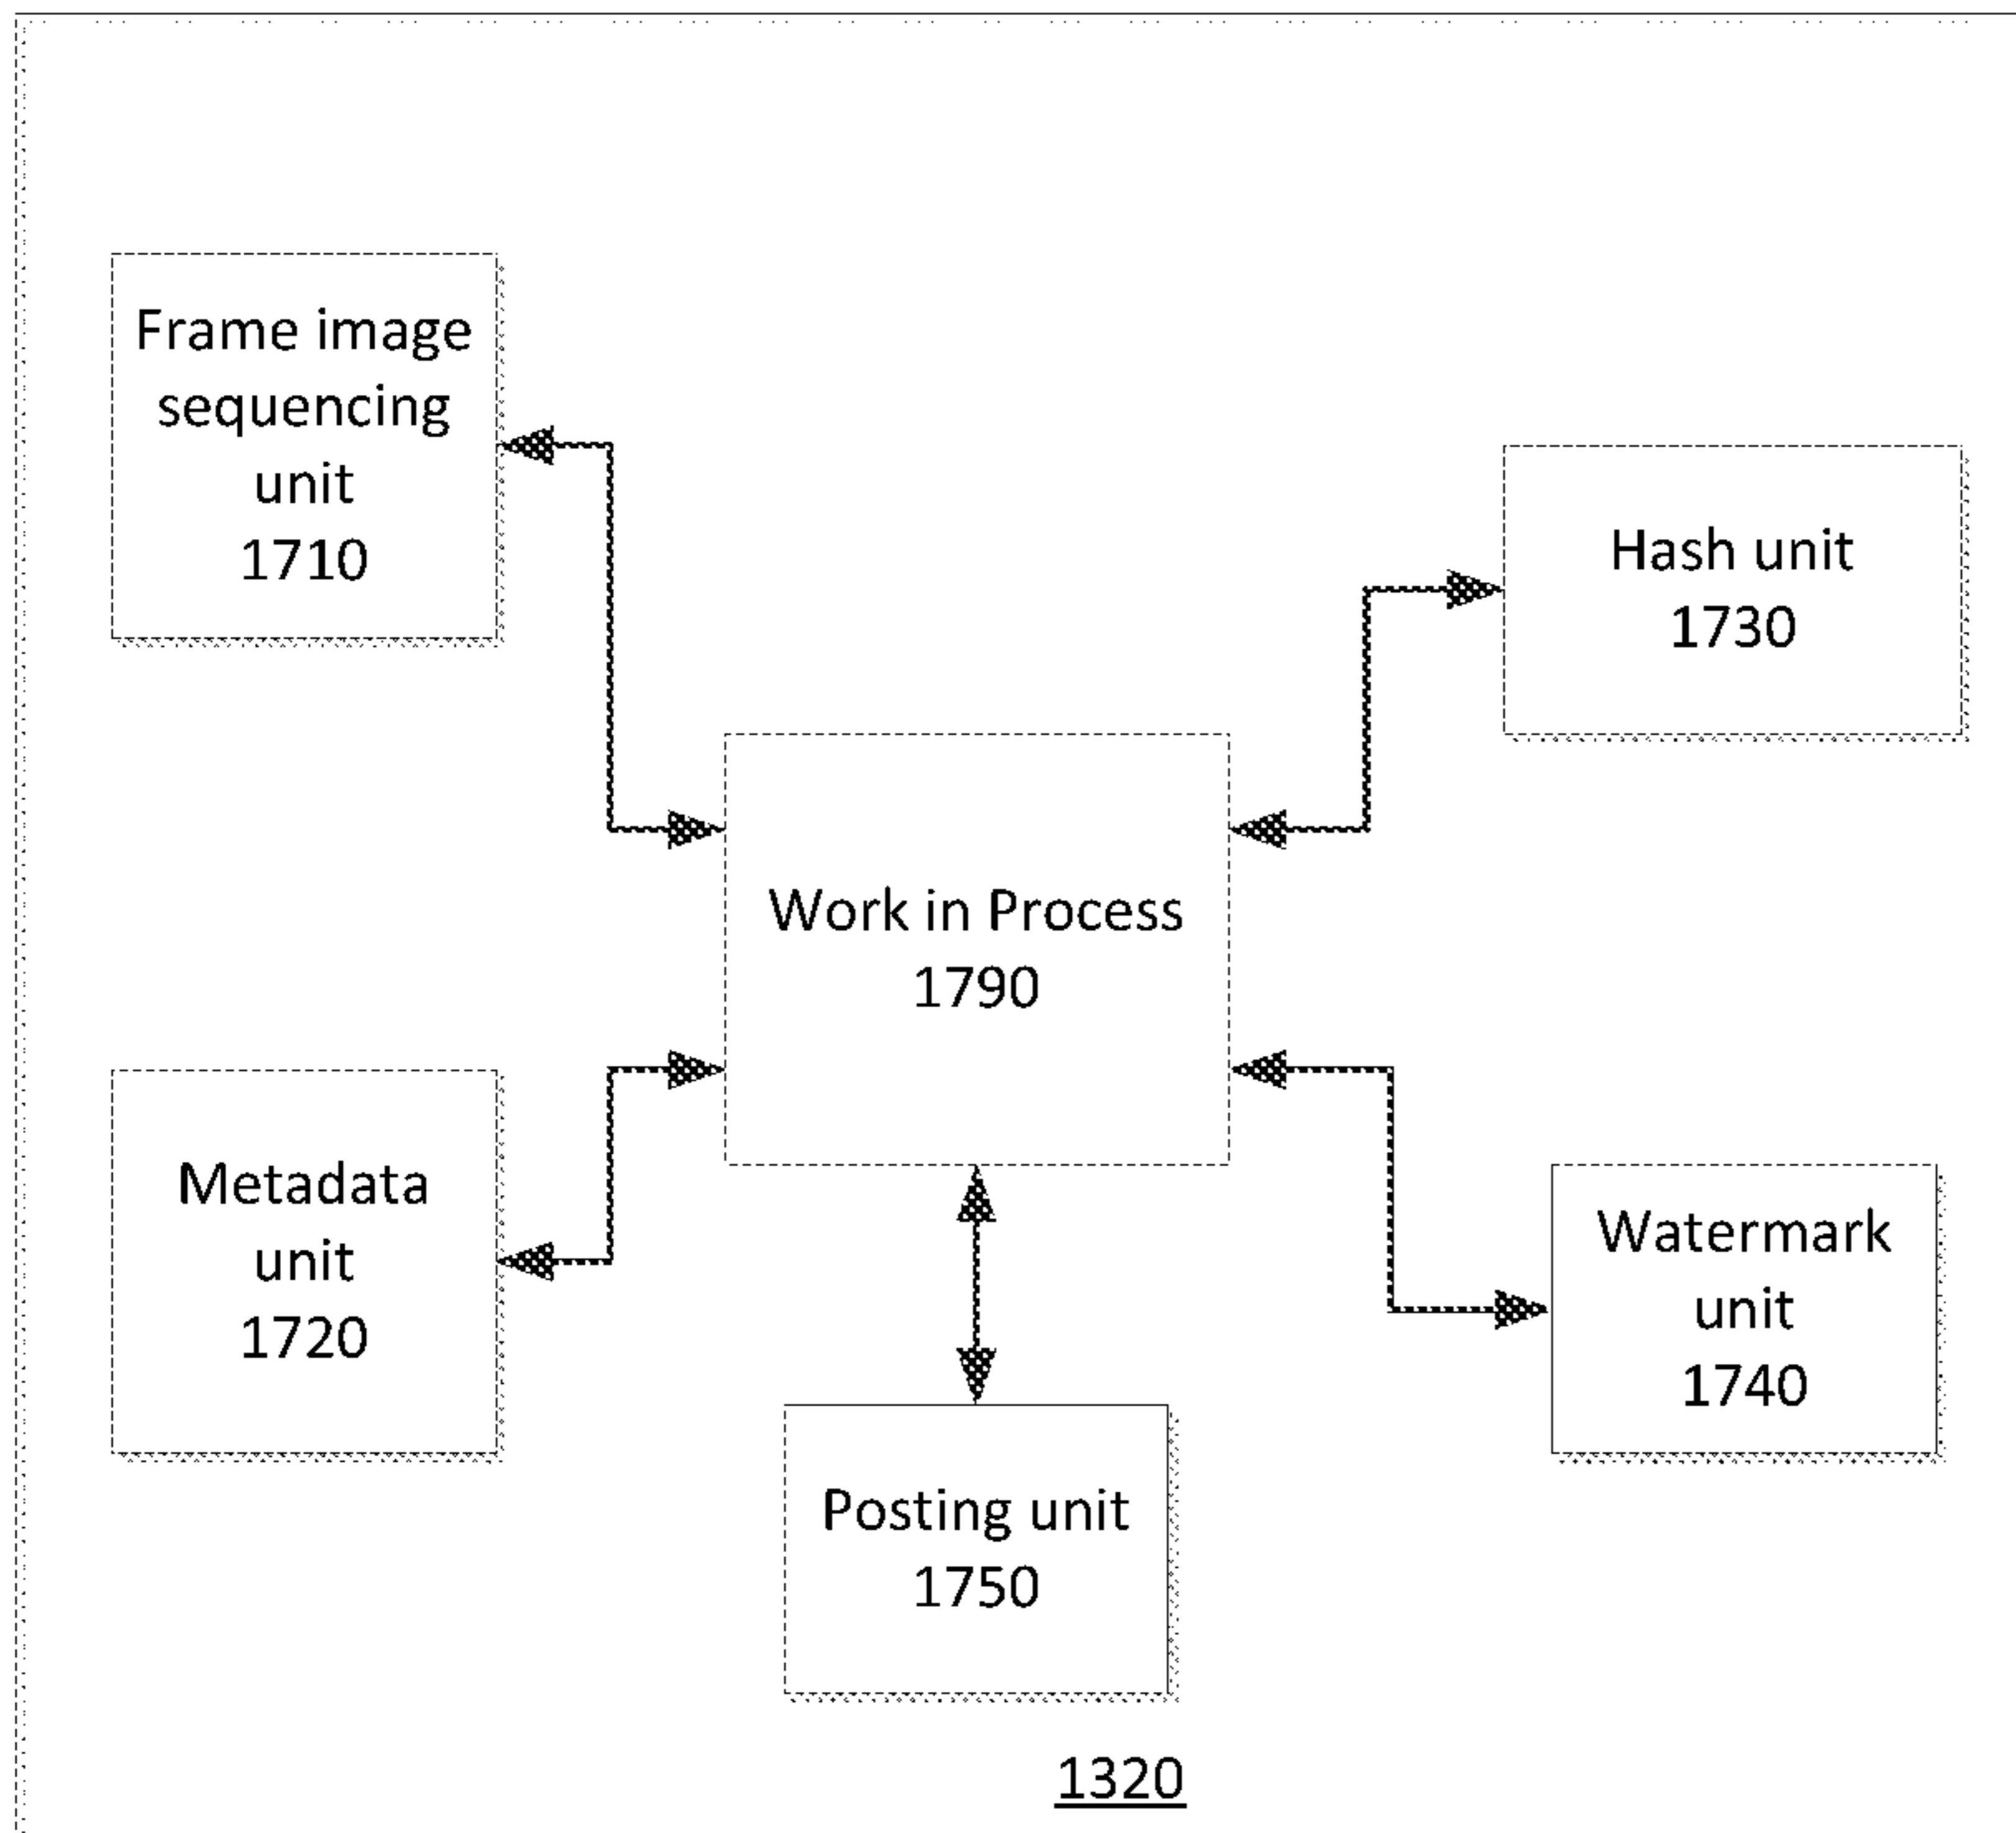 Frame image
sequencing
unit
1710
Hash unit
1730
Work in Process
1790
Metadata
unit
1720
Watermark
unit
1740
Posting unit
1750
1320